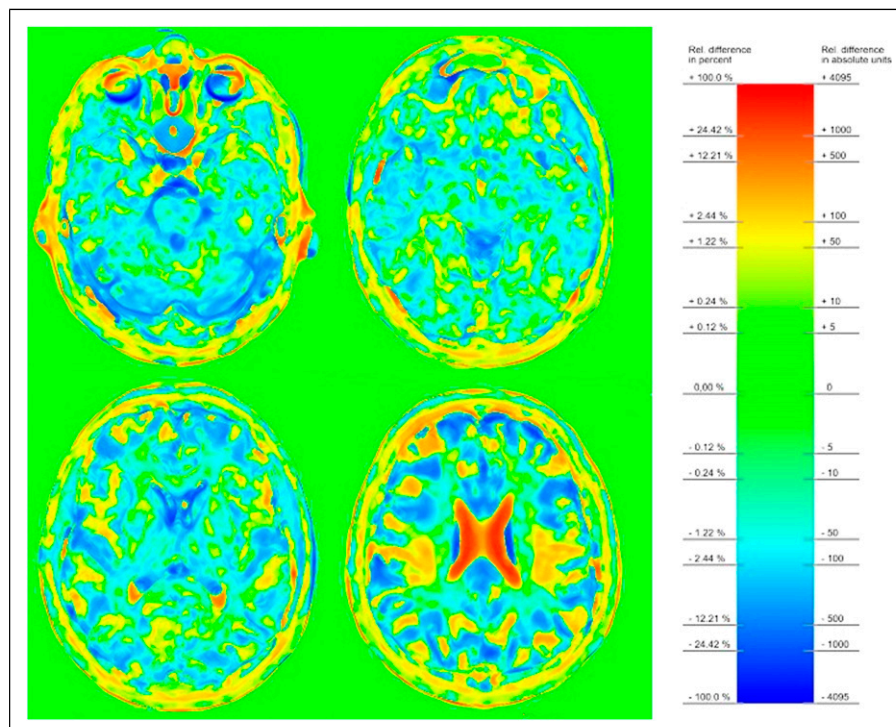 Rel. difference
in percent
Rel. difference
in absolute units
+ 100.0 %
+ 4095
+ 24.42 %
+ 1000
+ 12.21 %
+ 500
+ 2.44 %
+ 100
+ 1.22 %
+ 50
+ 0.24 %
+ 10
+ 0.12 %
+ 5
0,00 %
0
- 0.12 %
- 5
- 0.24 %
- 10
- 1.22 %
- 50
- 2.44 %
- 100
- 12.21 %
- 500
- 24.42 %
- 1000
- 100.0 %
- 4095